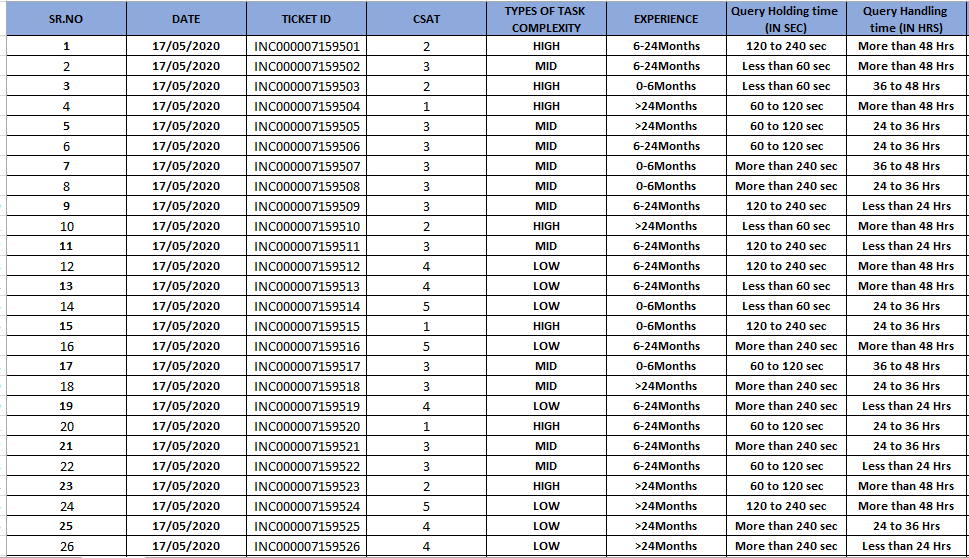 SR.NO DATE TICKET ID CSAT TYPES OF TASK COMPLEXITY EXPERIENCE Query Holding time (IN SEC) Query Handling time (IN HRS)
1 17/05/2020 INC000007159501 2 HIGH 6-24Months 120 to 240 sec More than 48 Hrs
2 17/05/2020 INC000007159502 3 MID 6-24Months Less than 60 sec More than 48 Hrs
3 17/05/2020 INC000007159503 2 HIGH 0-6Months Less than 60 sec 36 to 48 Hrs
4 17/05/2020 INC000007159504 1 HIGH >24Months 60 to 120 sec More than 48 Hrs
5 17/05/2020 INC000007159505 3 MID >24Months 60 to 120 sec 24 to 36 Hrs
6 17/05/2020 INC000007159506 3 MID 6-24Months 60 to 120 sec 24 to 36 Hrs
7 17/05/2020 INC000007159507 3 MID 0-6Months More than 240 sec 36 to 48 Hrs
8 17/05/2020 INC000007159508 3 MID 0-6Months More than 240 sec 24 to 36 Hrs
9 17/05/2020 INC000007159509 3 MID 6-24Months 120 to 240 sec Less than 24 Hrs
10 17/05/2020 INC000007159510 2 HIGH >24Months Less than 60 sec More than 48 Hrs
11 17/05/2020 INC000007159511 3 MID 6-24Months 120 to 240 sec Less than 24 Hrs
12 17/05/2020 INC000007159512 4 LOW 6-24Months 120 to 240 sec More than 48 Hrs
13 17/05/2020 INC000007159513 4 LOW 6-24Months Less than 60 sec More than 48 Hrs
14 17/05/2020 INC000007159514 5 LOW 0-6Months Less than 60 sec 24 to 36 Hrs
15 17/05/2020 INC000007159515 1 HIGH 0-6Months 120 to 240 sec 24 to 36 Hrs
16 17/05/2020 INC000007159516 5 LOW 6-24Months More than 240 sec More than 48 Hrs
17 17/05/2020 INC000007159517 3 MID 0-6Months 60 to 120 sec 36 to 48 Hrs
18 17/05/2020 INC000007159518 3 MID >24Months More than 240 sec 24 to 36 Hrs
19 17/05/2020 INC000007159519 4 LOW 6-24Months More than 240 sec Less than 24 Hrs
20 17/05/2020 INC000007159520 1 HIGH 6-24Months 60 to 120 sec 24 to 36 Hrs
21 17/05/2020 INC000007159521 3 MID 6-24Months More than 240 sec 24 to 36 Hrs
22 17/05/2020 INC000007159522 3 MID 6-24Months 60 to 120 sec Less than 24 Hrs
23 17/05/2020 INC000007159523 2 HIGH >24Months 60 to 120 sec More than 48 Hrs
24 17/05/2020 INC000007159524 5 LOW >24Months 120 to 240 sec More than 48 Hrs
25 17/05/2020 INC000007159525 4 LOW >24Months More than 240 sec 24 to 36 Hrs
26 17/05/2020 INC000007159526 4 LOW >24Months More than 240 sec Less than 24 Hrs